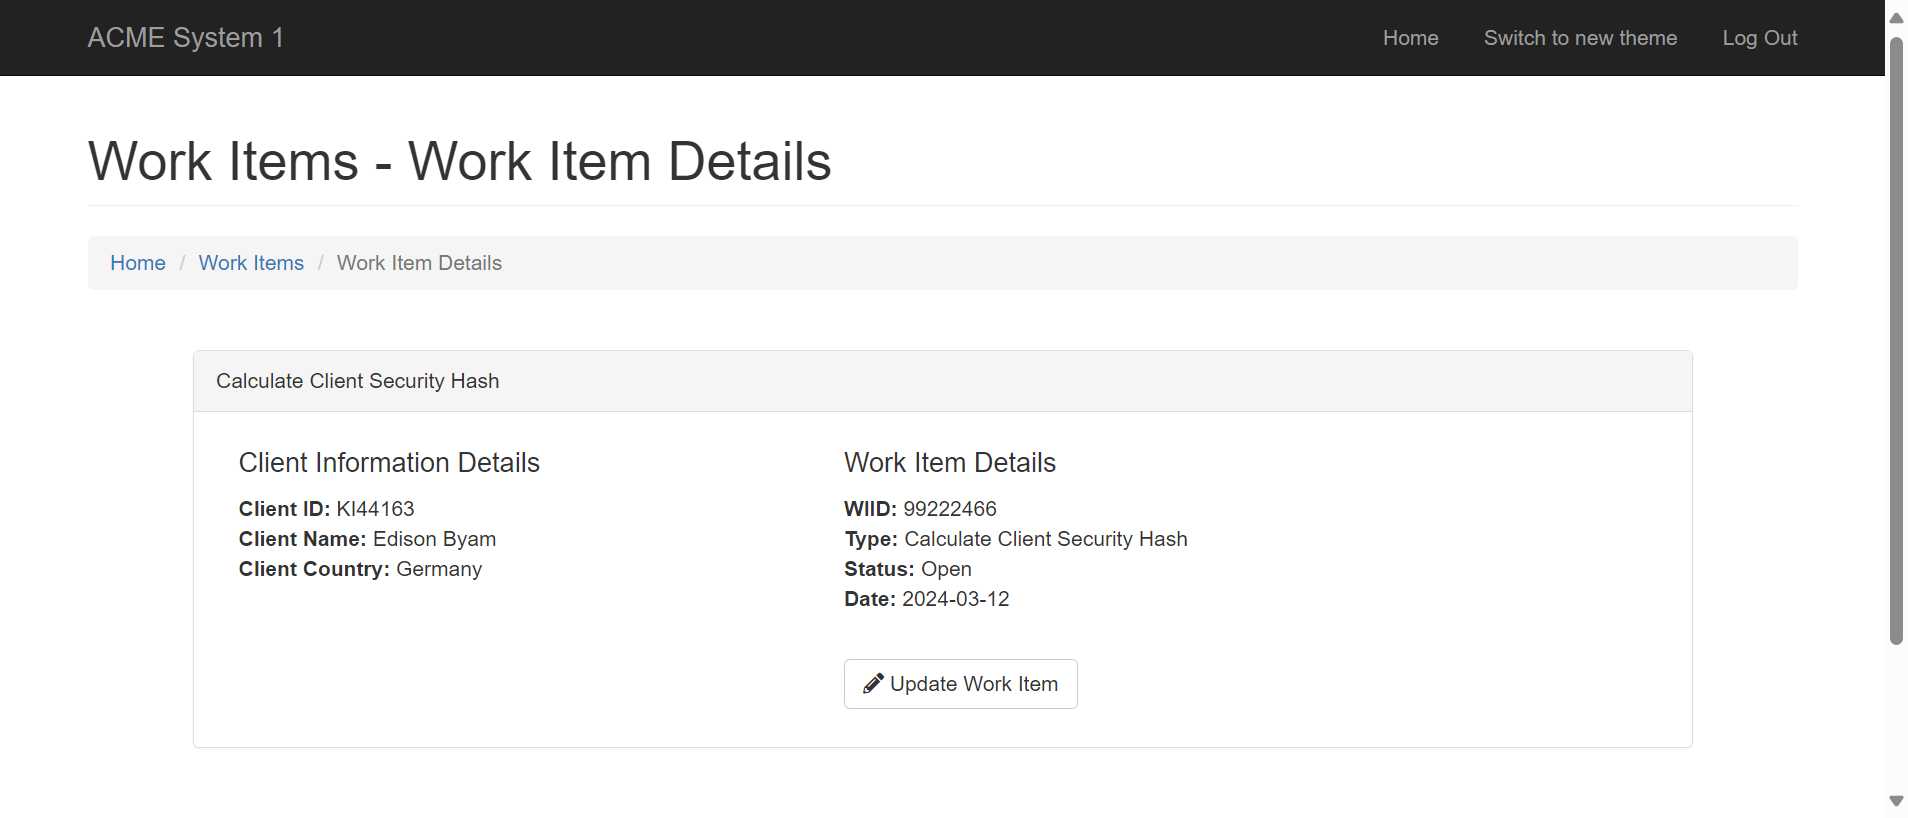 ACME System 1
Home
Switch to new theme
Log Out
Work Items - Work Item Details
Home / Work Items / Work Item Details
Calculate Client Security Hash
Client Information Details
Client ID: KI44163
Client Name: Edison Byam
Client Country: Germany
Work Item Details
WIID: 99222466
Type: Calculate Client Security Hash
Status: Open
Date: 2024-03-12
Update Work Item